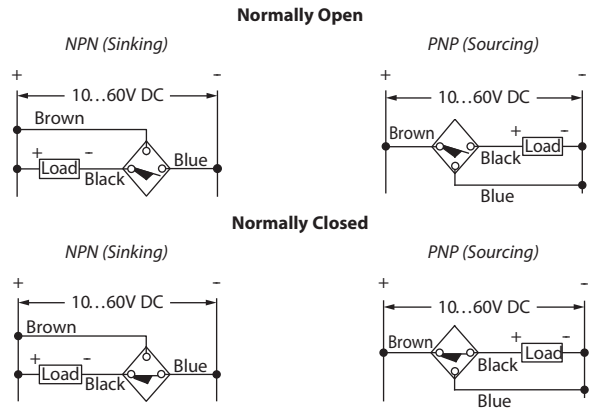 Normally Open
NPN (Sinking)
PNP (Sourcing)
+ - + -
10...60V DC
10...60V DC
Brown
Brown
+ -
Load
Black
Blue
+ -
Load
Black
Blue
Normally Closed
NPN (Sinking)
PNP (Sourcing)
+ - + -
10...60V DC
10...60V DC
Brown
Brown
+ -
Load
Black
Blue
+ -
Load
Black
Blue